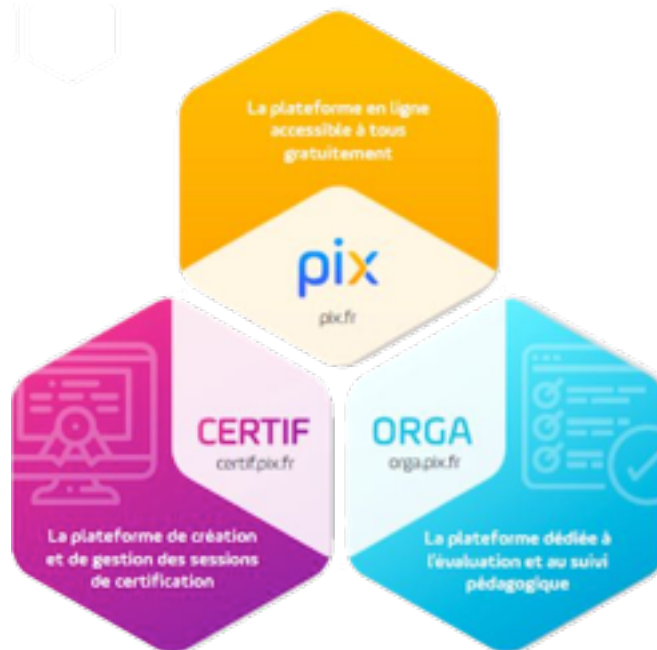 La plateforme en ligne
accessible à tous
gratuitement
pix
pix.fr
CERTIF
certif.pix.fr
La plateforme de création
et de gestion des sessions
de certification
ORGA
orga.pix.fr
La plateforme dédiée à
l'évaluation et au suivi
pédagogique